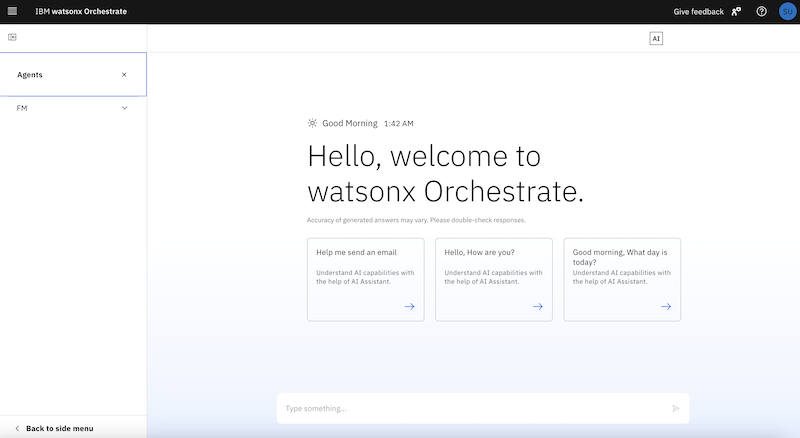 IBM watsonx Orchestrate
Give feedback
SU
AI
Agents
FM
Good Morning 1:42 AM
Hello, welcome to
watsonx Orchestrate.
Accuracy of generated answers may vary. Please double-check responses.
Help me send an email
Understand AI capabilities with
the help of AI Assistant.
Hello, How are you?
Understand AI capabilities with
the help of AI Assistant.
Good morning, What day is
today?
Understand AI capabilities with
the help of AI Assistant.
Type something...
Back to side menu